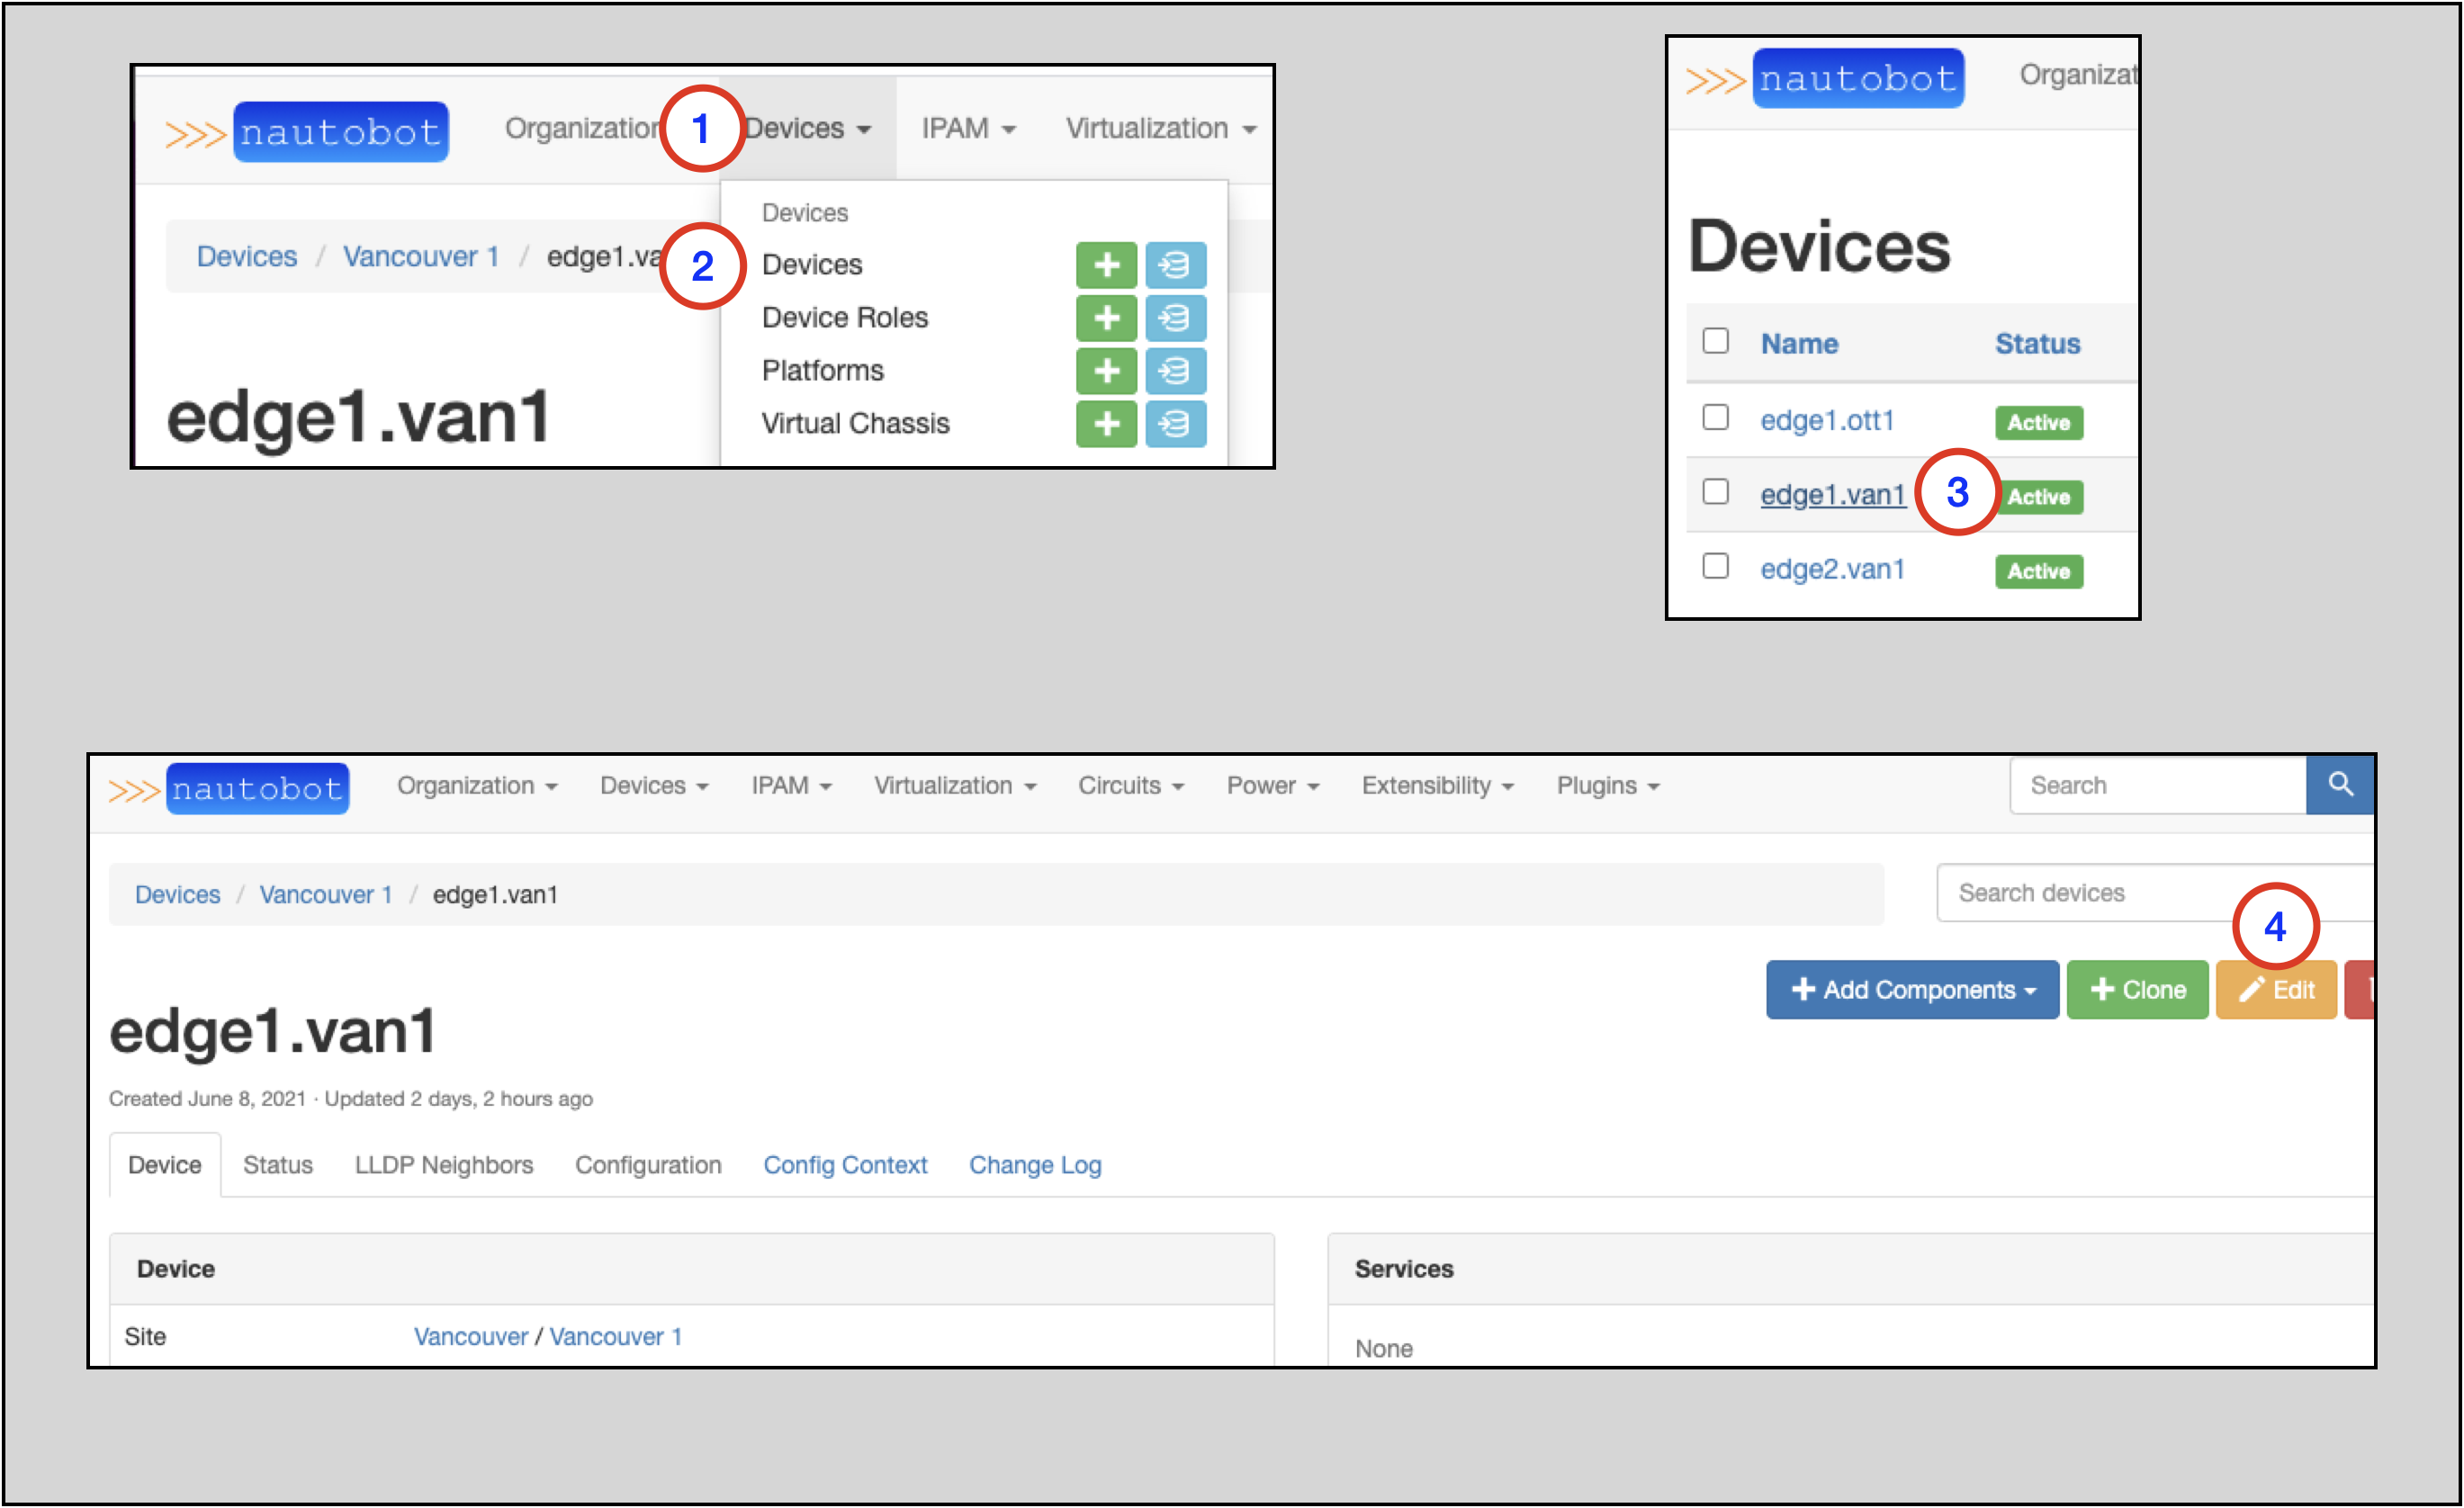 >>> nautobot Organization 1 Devices IPAM Virtualization
Devices
Devices / Vancouver 1 / edge1.va 2 Devices
Device Roles
Platforms
edge1.van1
Virtual Chassis
>>> nautobot Organizat
Devices
Name Status
edge1.ott1 Active
edge1.van1 3 Active
edge2.van1 Active
>>> nautobot Organization Devices IPAM Virtualization Circuits Power Extensibility Plugins Search
Devices / Vancouver 1 / edge1.van1 Search devices
4
+ Add Components + Clone Edit
edge1.van1
Created June 8, 2021 · Updated 2 days, 2 hours ago
Device Status LLDP Neighbors Configuration Config Context Change Log
Device
Site Vancouver / Vancouver 1
Services
None